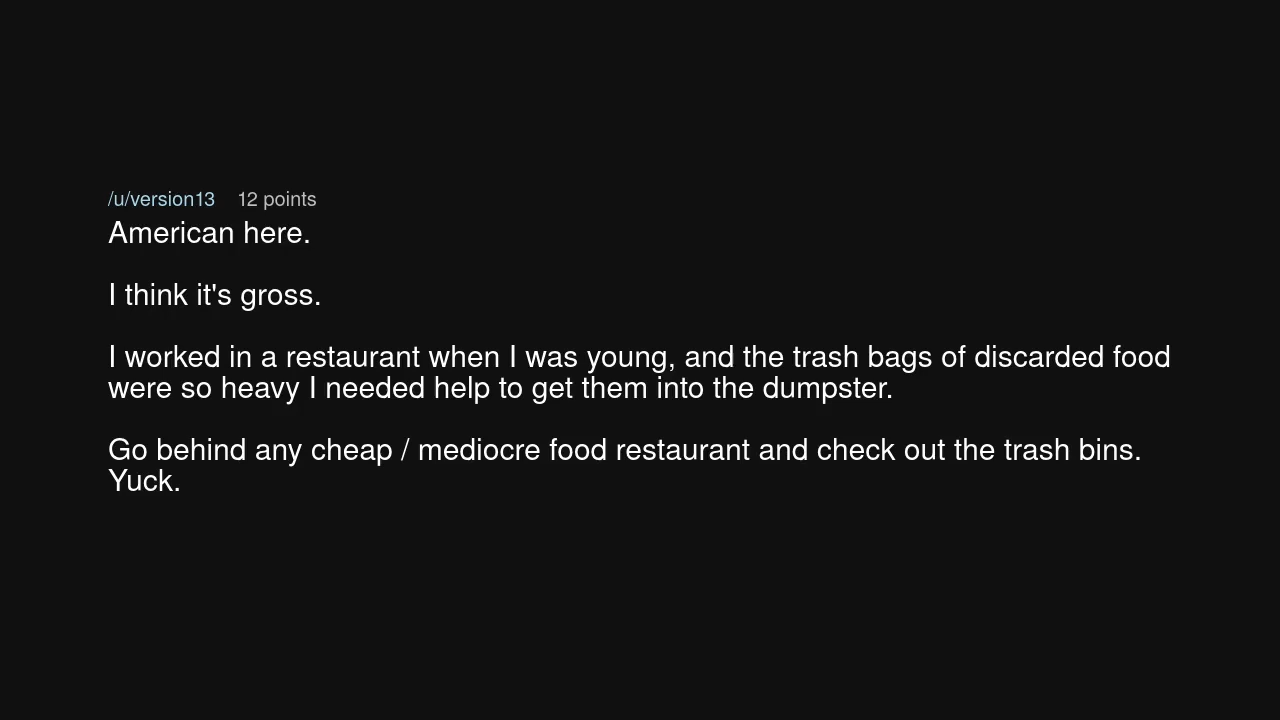 /u/version13 12 points
American here.
I think it's gross.
I worked in a restaurant when I was young, and the trash bags of discarded food
were so heavy I needed help to get them into the dumpster.
Go behind any cheap / mediocre food restaurant and check out the trash bins.
Yuck.